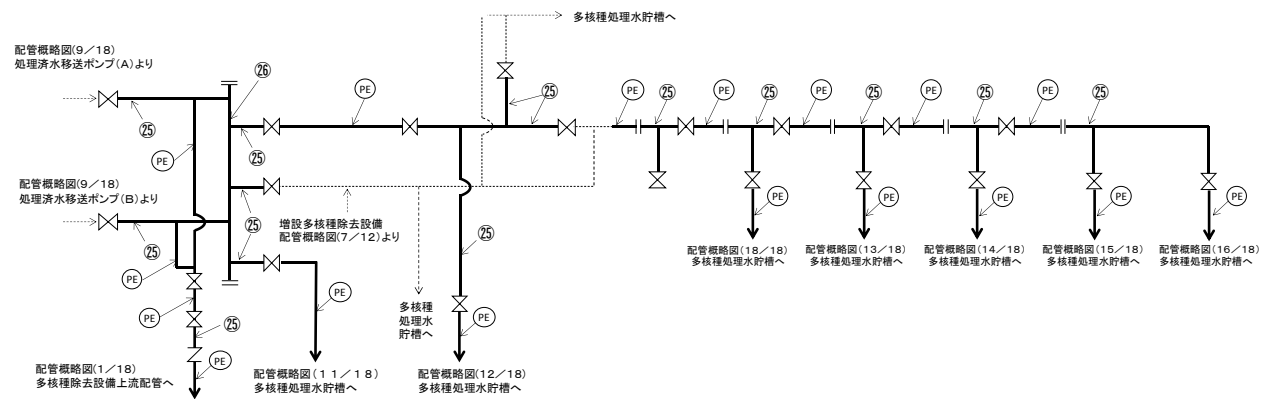 多核種処理水貯槽へ
配管概略図(9/18)
処理済水移送ポンプ(A)より
㉖
PE
㉕
㉕
PE
㉕
PE
㉕
PE
㉕
PE
㉕
PE
㉕
㉕
㉕
PE
配管概略図(9/18)
処理済水移送ポンプ(B)より
㉕
㉕
㉕
増設多核種除去設備
配管概略図(7/12)より
㉕
PE
PE
PE
PE
PE
配管概略図(18/18)
多核種処理水貯槽へ
配管概略図(13/18)
多核種処理水貯槽へ
配管概略図(14/18)
多核種処理水貯槽へ
配管概略図(15/18)
多核種処理水貯槽へ
配管概略図(16/18)
多核種処理水貯槽へ
PE
PE
PE
㉕
多核種
処理水
貯槽へ
PE
PE
配管概略図(1/18)
多核種除去設備上流配管へ
配管概略図(11/18)
多核種処理水貯槽へ
配管概略図(12/18)
多核種処理水貯槽へ